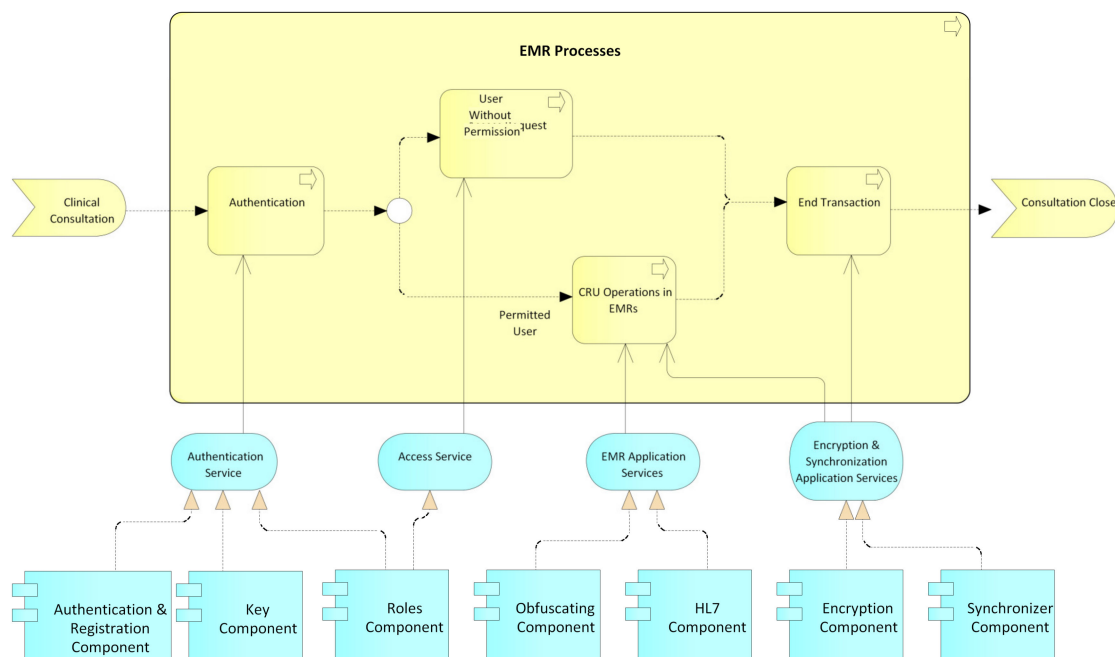 EMR Processes
User
Without
Permission
Clinical
Consultation
Authentication
End Transaction
Consultation Close
CRU Operations in
EMRs
Permitted
User
Authentication
Service
Access Service
EMR Application
Services
Encryption &
Synchronization
Application Services
Authentication &
Registration
Component
Key
Component
Roles
Component
Obfuscating
Component
HL7
Component
Encryption
Component
Synchronizer
Component